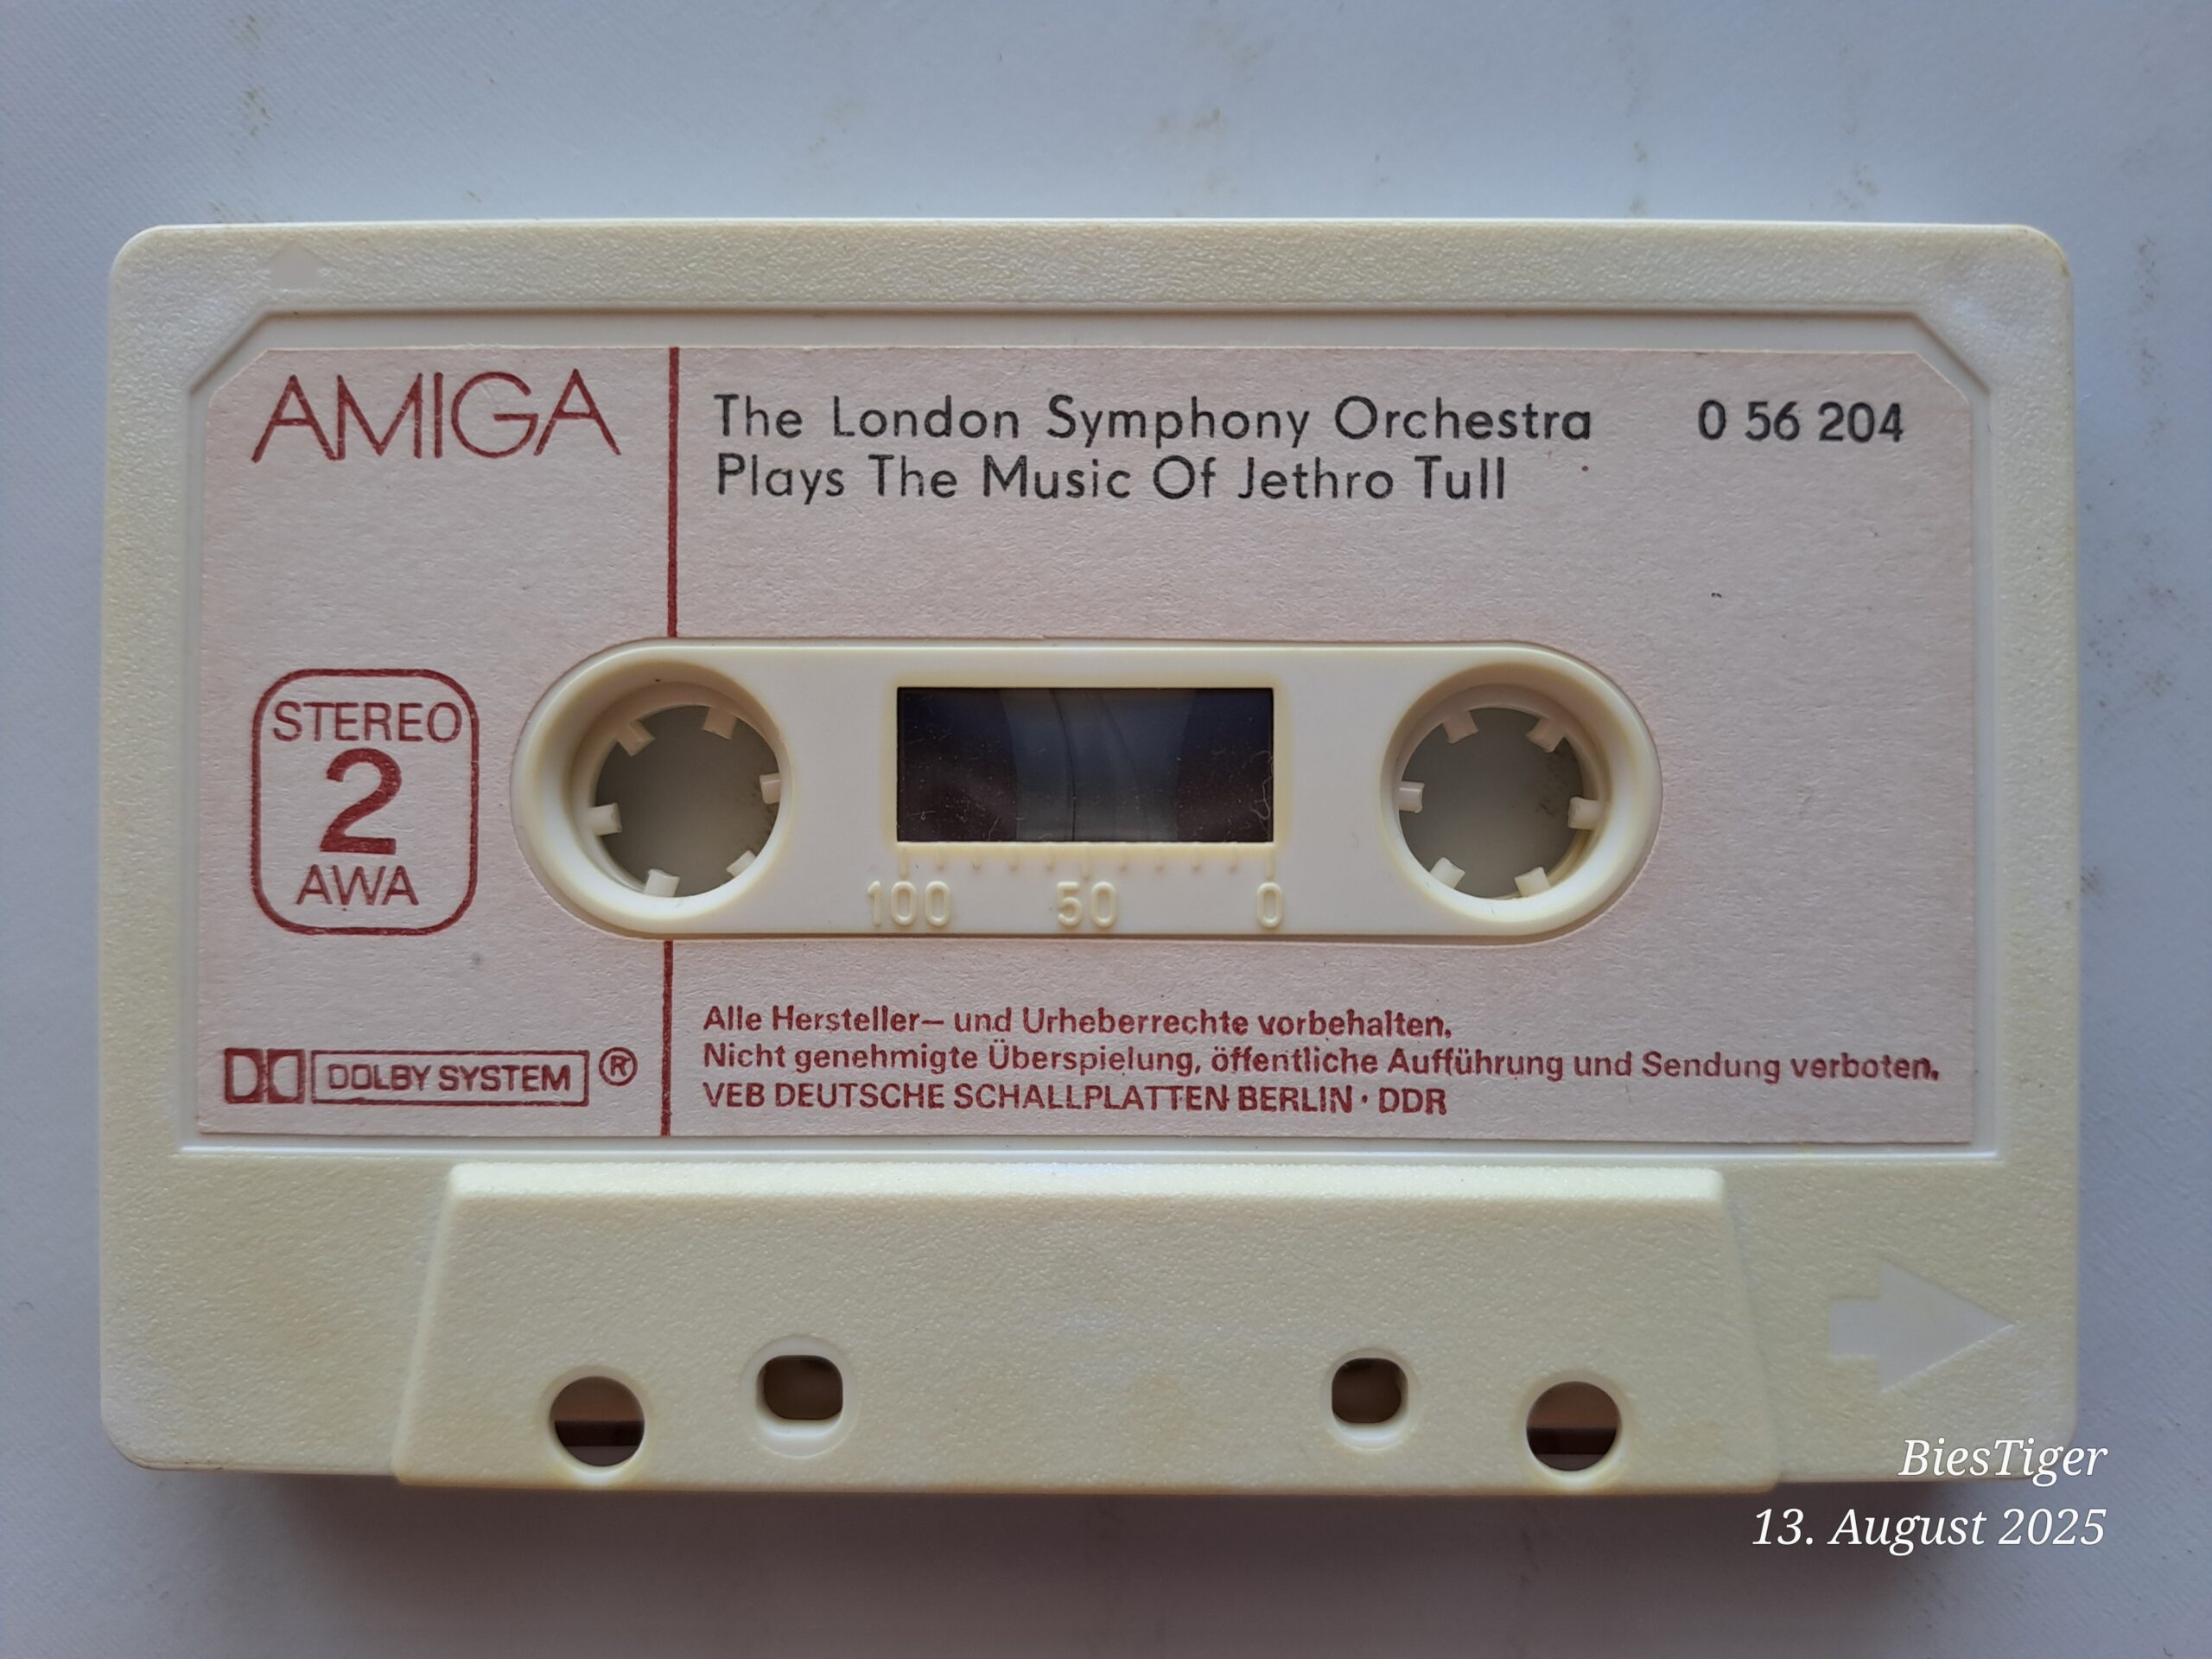 AMIGA
The London Symphony Orchestra 0 56 204
Plays The Music Of Jethro Tull
STEREO
2
AWA
100 50 0
Alle Hersteller– und Urheberrechte vorbehalten.
Nicht genehmigte Überspielung, öffentliche Aufführung und Sendung verboten.
VEB DEUTSCHE SCHALLPLATTEN BERLIN · DDR
DOLBY SYSTEM ®
BiesTiger
13. August 2025